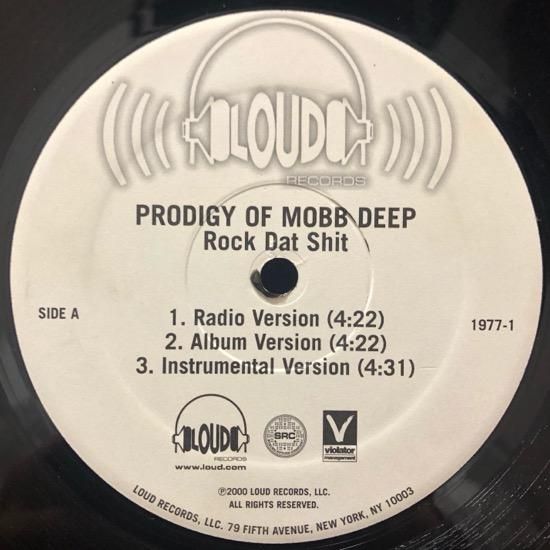 LOUD
RECORDS
PRODIGY OF MOBB DEEP
Rock Dat Shit
SIDE A
1977-1
1. Radio Version (4:22)
2. Album Version (4:22)
3. Instrumental Version (4:31)
LOUD
RECORDS
www.loud.com
SRC
V
violator
management
℗2000 LOUD RECORDS, LLC.
ALL RIGHTS RESERVED.
LOUD RECORDS, LLC. 79 FIFTH AVENUE, NEW YORK, NY 10003